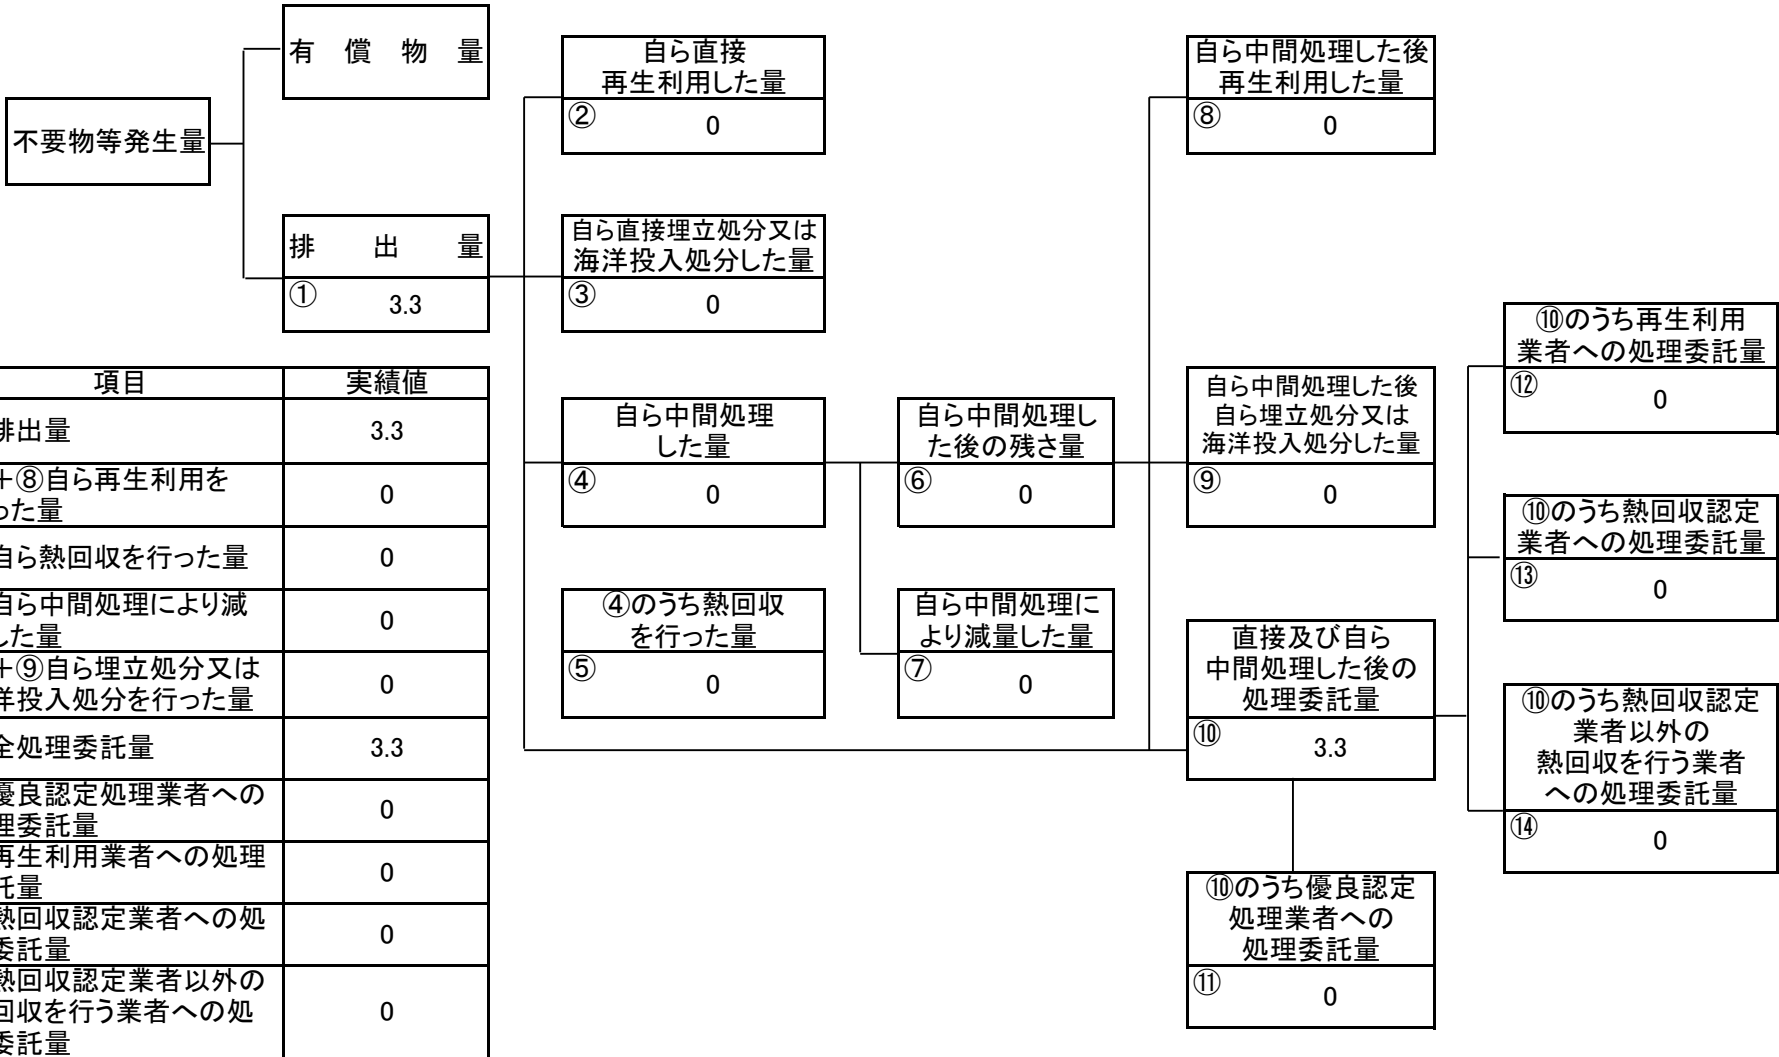 有償物量
不要物等発生量
排出量
① 3.3
自ら直接
再生利用した量
② 0
自ら直接埋立処分又は
海洋投入処分した量
③ 0
自ら中間処理
した量
④ 0
④のうち熱回収
を行った量
⑤ 0
自ら中間処理し
た後の残さ量
⑥ 0
自ら中間処理に
より減量した量
⑦ 0
自ら中間処理した後
再生利用した量
⑧ 0
自ら中間処理した後
自ら埋立処分又は
海洋投入処分した量
⑨ 0
直接及び自ら
中間処理した後の
処理委託量
⑩ 3.3
⑩のうち優良認定
処理業者への
処理委託量
⑪ 0
⑩のうち再生利用
業者への処理委託量
⑫ 0
⑩のうち熱回収認定
業者への処理委託量
⑬ 0
⑩のうち熱回収認定
業者以外の
熱回収を行う業者
への処理委託量
⑭ 0
項目 実績値
排出量 3.3
+⑧自ら再生利用を
った量 0
自ら熱回収を行った量 0
自ら中間処理により減
した量 0
+⑨自ら埋立処分又は
洋投入処分を行った量 0
全処理委託量 3.3
優良認定処理業者への
理委託量 0
再生利用業者への処理
託量 0
熱回収認定業者への処
委託量 0
熱回収認定業者以外の
回収を行う業者への処
委託量 0